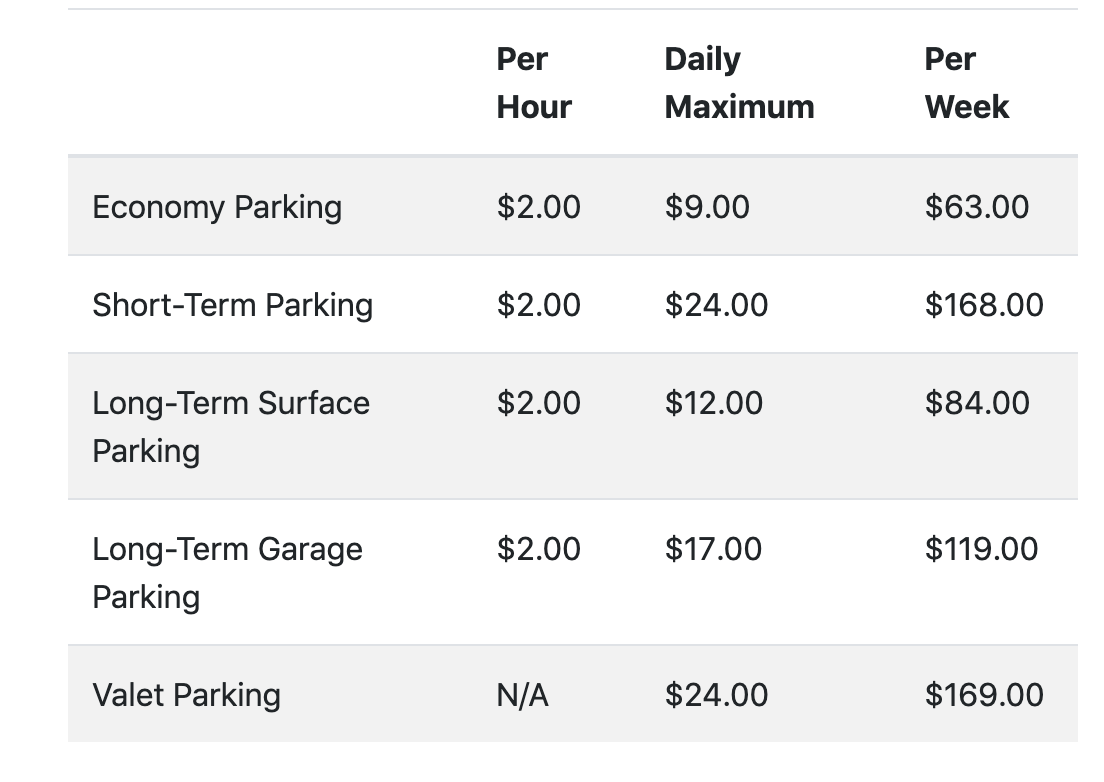 Per Daily Per
Hour Maximum Week
Economy Parking $2.00 $9.00 $63.00
Short-Term Parking $2.00 $24.00 $168.00
Long-Term Surface $2.00 $12.00 $84.00
Parking
Long-Term Garage $2.00 $17.00 $119.00
Parking
Valet Parking N/A $24.00 $169.00